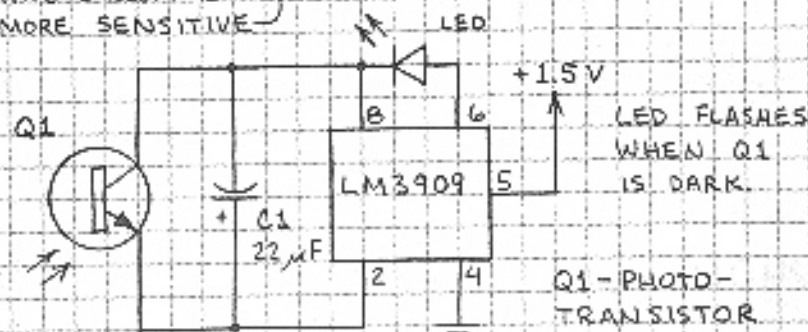 MORE SENSITIVE
LED
+1.5V
Q1
8
6
LED FLASHES
WHEN Q1
IS DARK.
LM3909
5
+
C1
22µF
2
4
Q1-PHOTO-
TRANSISTOR